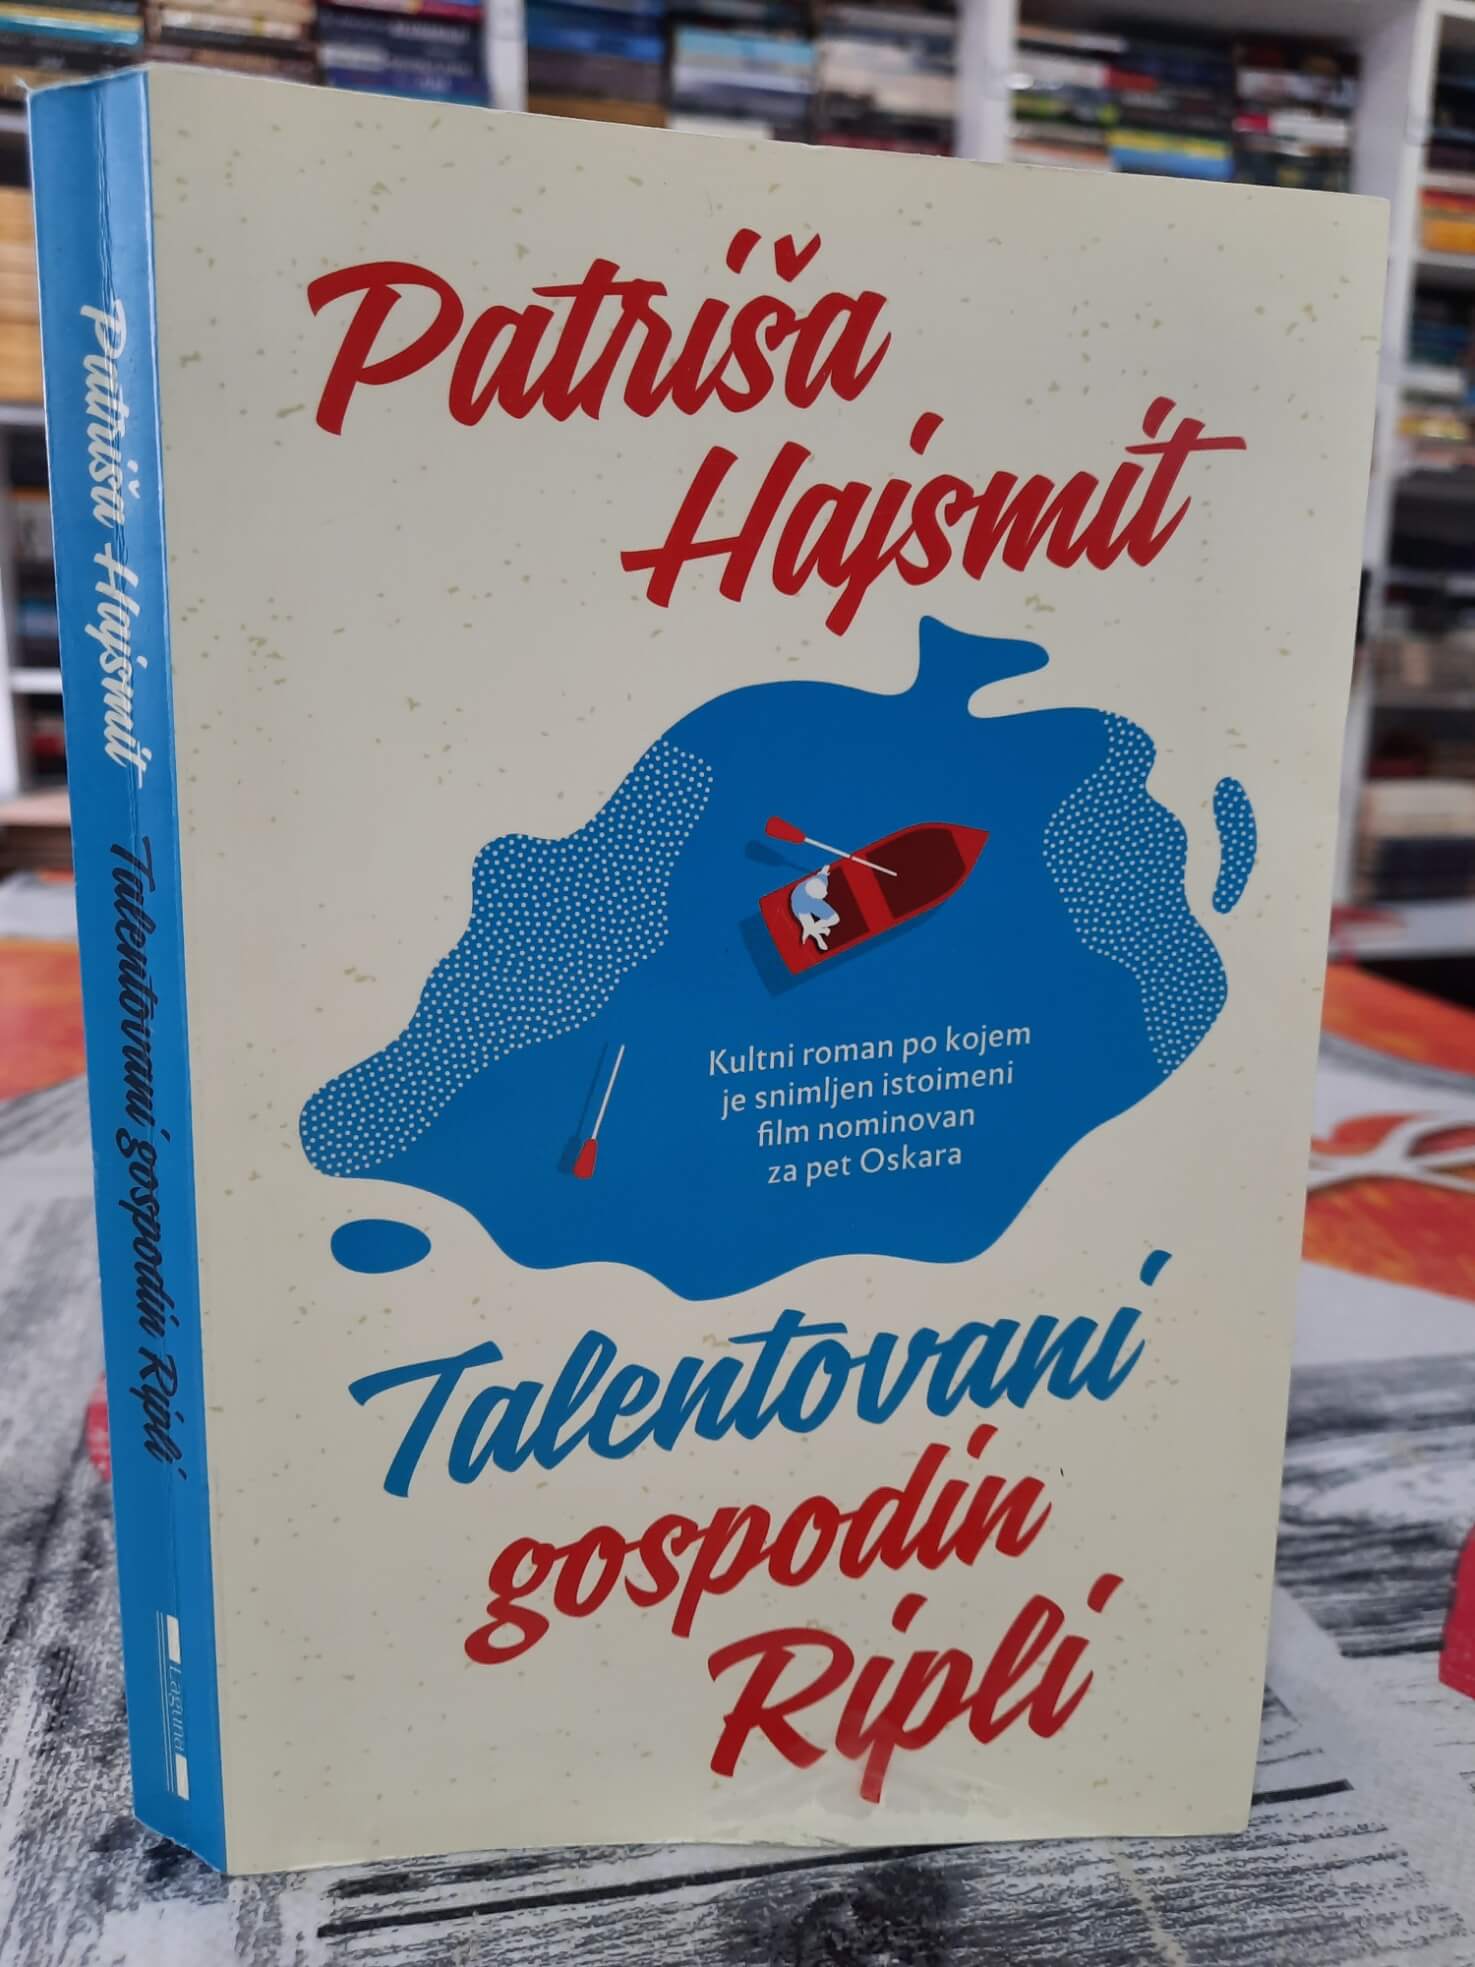 Patriša
Hajsmit
Kultni roman po kojem
je snimljen istoimeni
film nominovan
za pet Oskara
Talentovani
gospodin
Ripli
Patriša Hajsmit Talentovani gospodin Ripli
Laguna